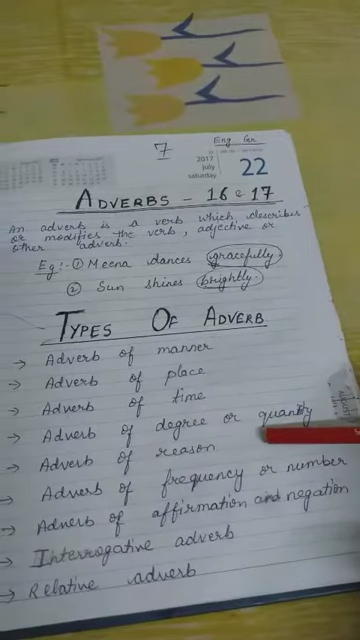 7
Eng Gr
2017
July
saturday
22
ADVERBS - 16 & 17
An adverb is a verb which describes
or modifies the verb, adjective or
other adverb.
Eg:- ① Meena dances gracefully.
② Sun shines brightly.
TYPES OF ADVERB
→ Adverb of manner
→ Adverb of place
→ Adverb of time
→ Adverb of degree or quantity
→ Adverb of reason
→ Adverb of frequency or number
→ Adverb of affirmation and negation
→ Interrogative adverb
→ Relative adverb